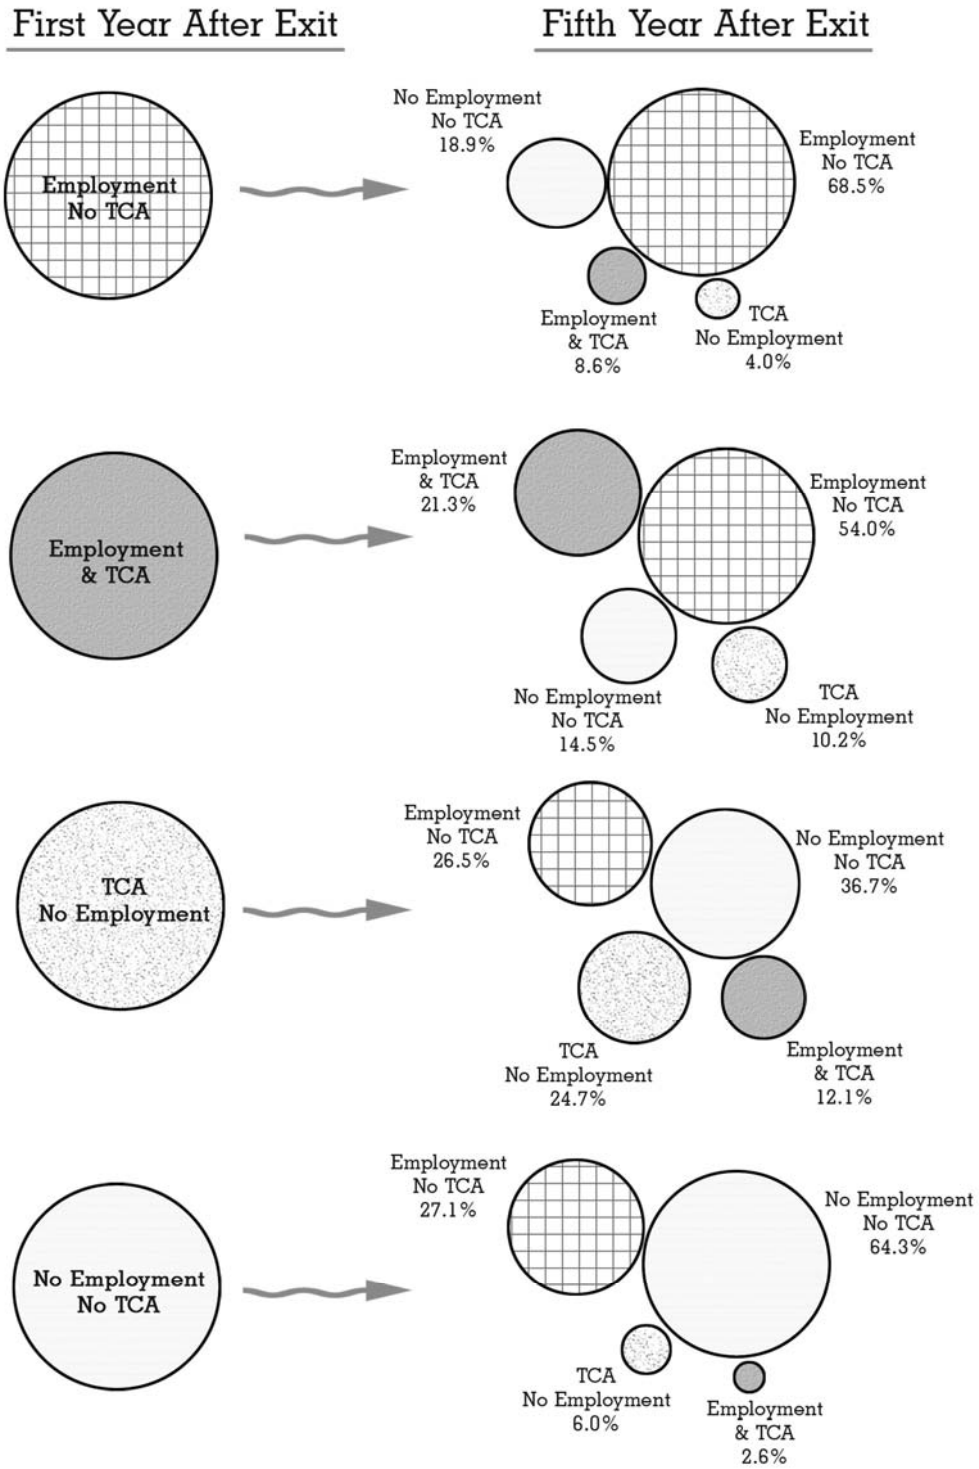 First Year After Exit
Fifth Year After Exit
Employment
No TCA
No Employment
No TCA
18.9%
Employment
No TCA
68.5%
Employment
& TCA
8.6%
TCA
No Employment
4.0%
Employment
& TCA
Employment
& TCA
21.3%
Employment
No TCA
54.0%
No Employment
No TCA
14.5%
TCA
No Employment
10.2%
TCA
No Employment
Employment
No TCA
26.5%
No Employment
No TCA
36.7%
TCA
No Employment
24.7%
Employment
& TCA
12.1%
No Employment
No TCA
Employment
No TCA
27.1%
No Employment
No TCA
64.3%
TCA
No Employment
6.0%
Employment
& TCA
2.6%